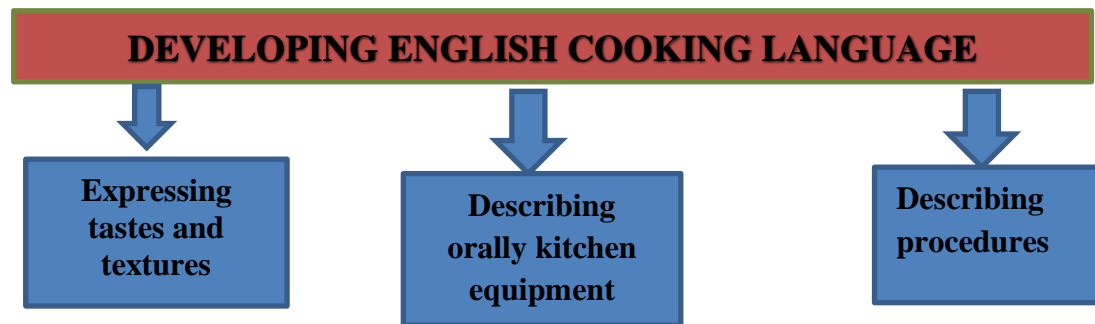 DEVELOPING ENGLISH COOKING LANGUAGE
Expressing
tastes and
textures
Describing
orally kitchen
equipment
Describing
procedures